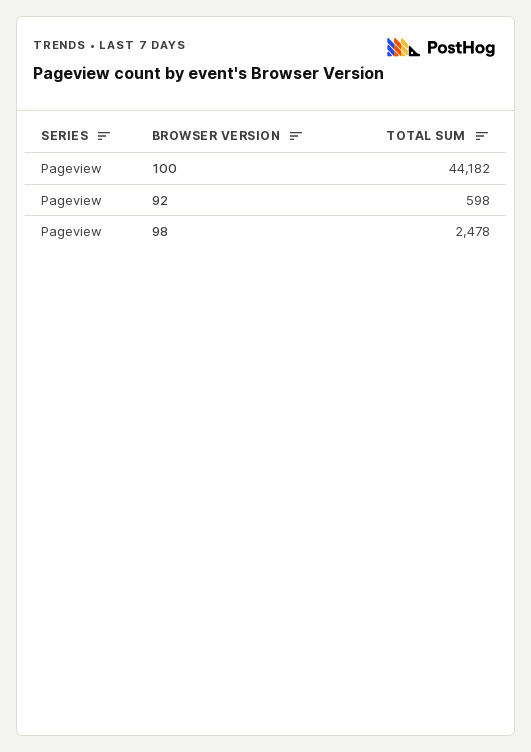 TRENDS • LAST 7 DAYS
PostHog
Pageview count by event's Browser Version
SERIES BROWSER VERSION TOTAL SUM
Pageview 100 44,182
Pageview 92 598
Pageview 98 2,478